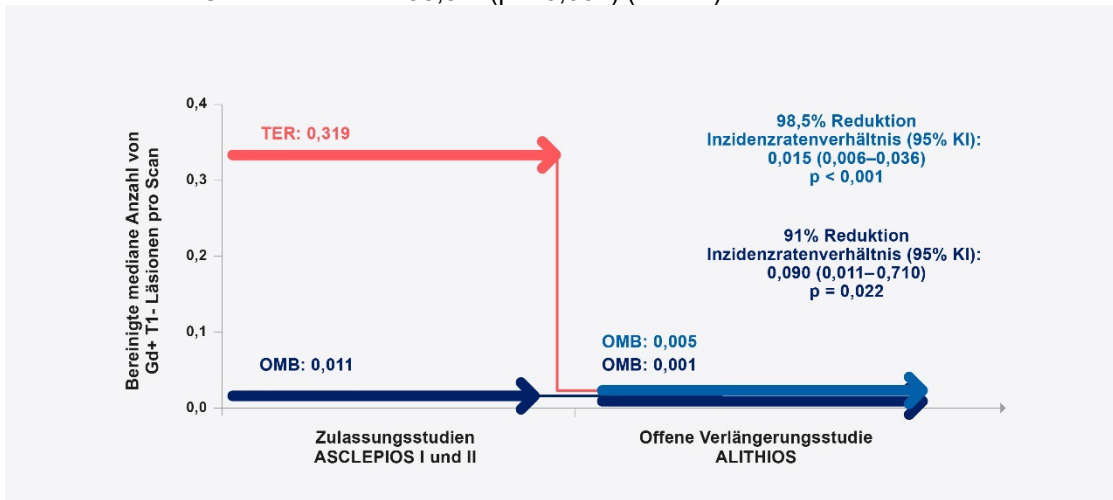 0,4
TER: 0,319
98,5% Reduktion
Inzidenzratenverhältnis (95% KI):
0,015 (0,006–0,036)
p < 0,001
Bereinigte mediane Anzahl von
Gd+ T1- Läsionen pro Scan
0,3
0,2
91% Reduktion
Inzidenzratenverhältnis (95% KI):
0,090 (0,011–0,710)
p = 0,022
0,1
OMB: 0,005
OMB: 0,011
OMB: 0,001
0,0
Zulassungsstudien
ASCLEPIOS I und II
Offene Verlängerungsstudie
ALITHIOS